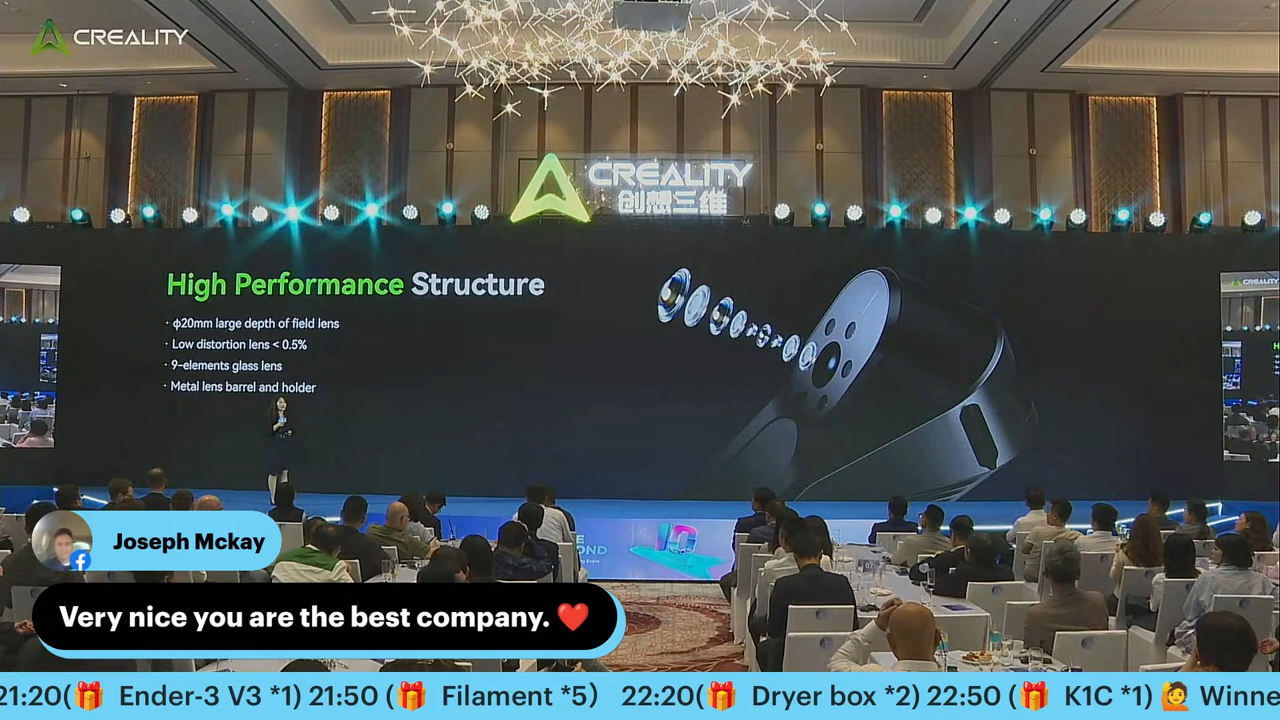 CREALITY
CREALITY
创想三维
High Performance Structure
· φ20mm large depth of field lens
· Low distortion lens < 0.5%
· 9-elements glass lens
· Metal lens barrel and holder
CREALITY
10
OND
Joseph Mckay
Very nice you are the best company. ❤️
21:20(🎁 Ender-3 V3 *1) 21:50 (🎁 Filament *5） 22:20(🎁 Dryer box *2) 22:50 (🎁 K1C *1) 🙋 Winne